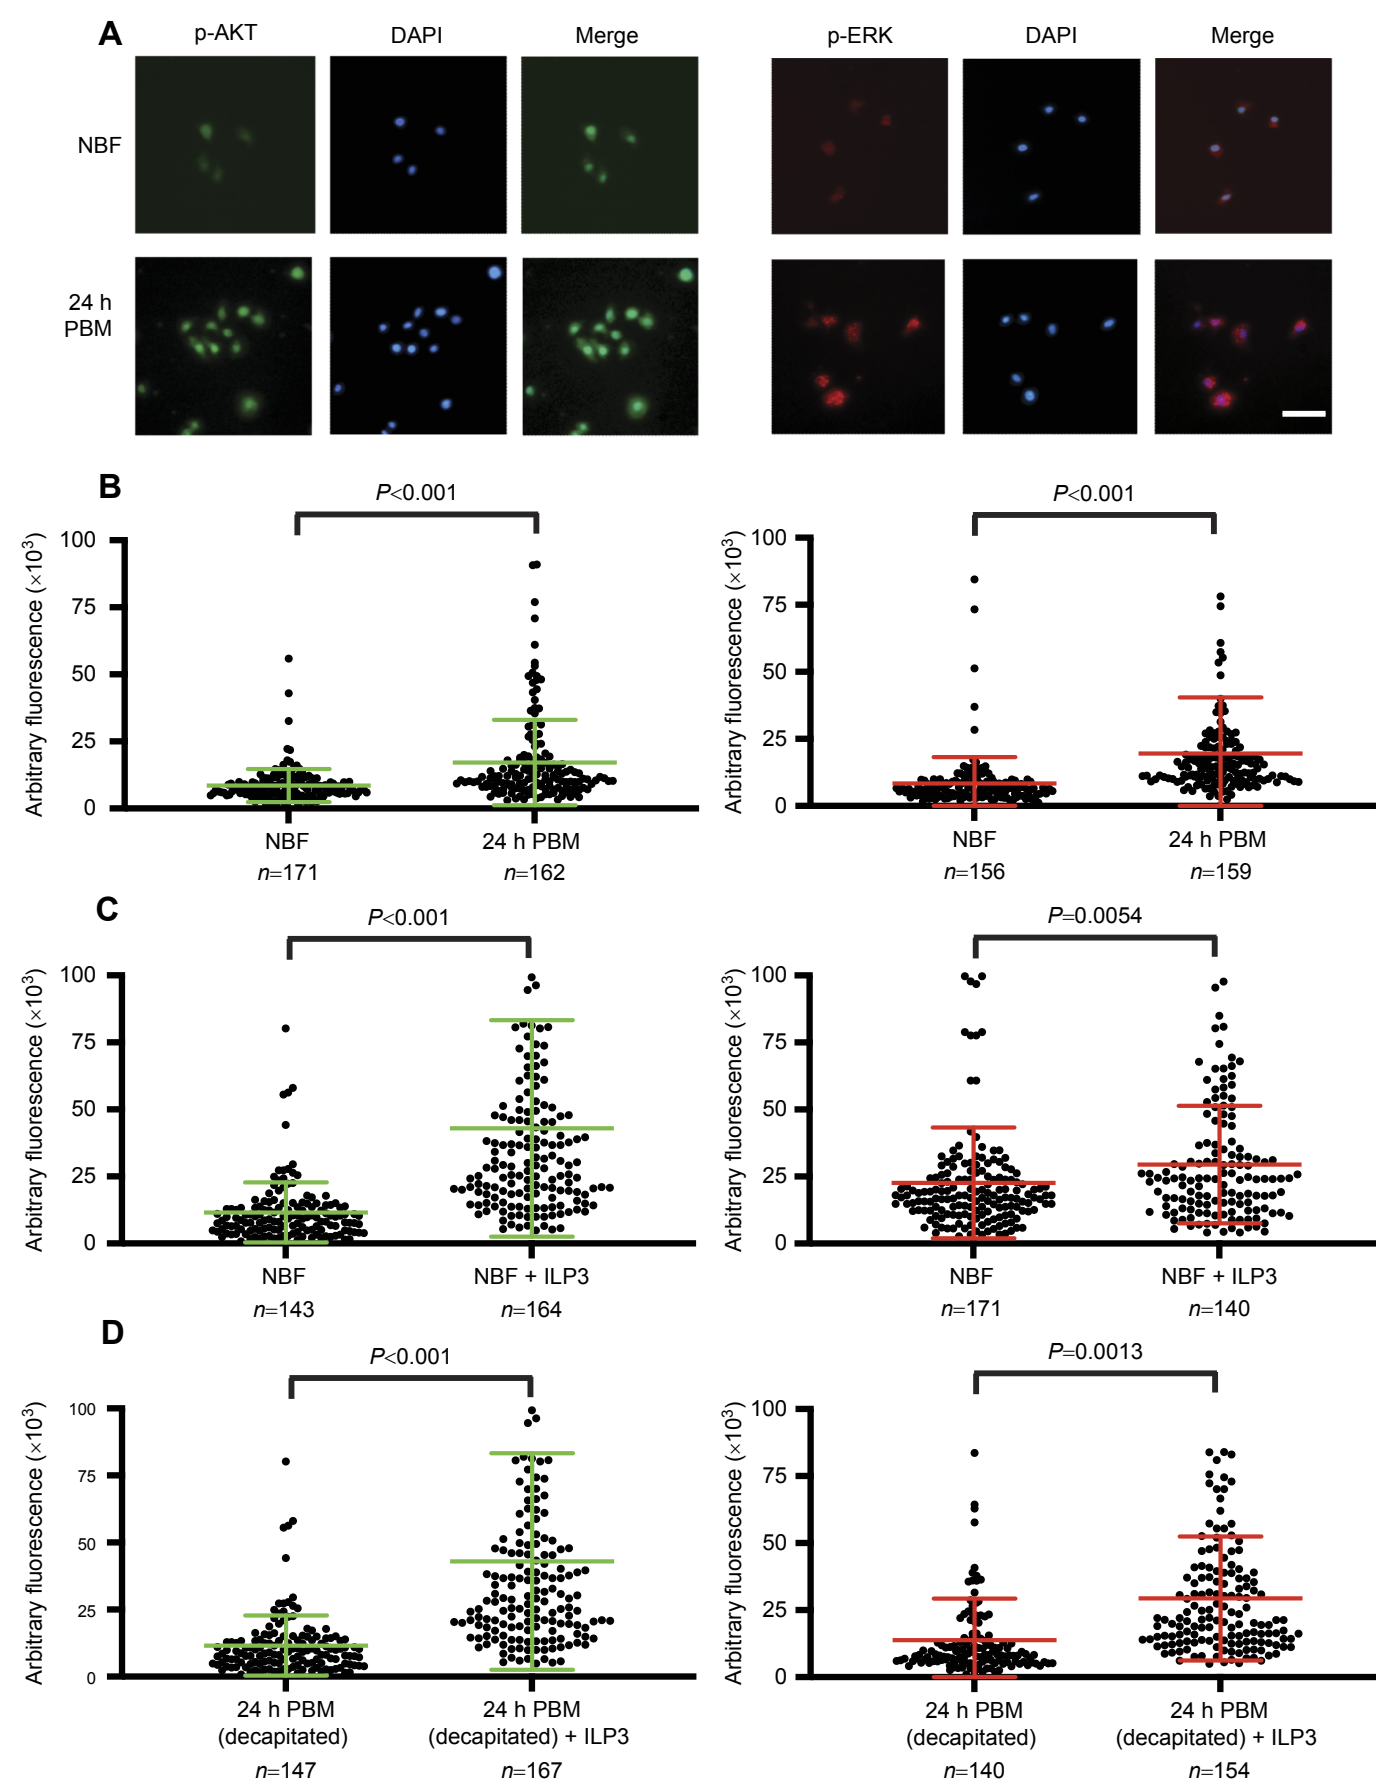 A
p-AKT DAPI Merge p-ERK DAPI Merge
NBF
24 h
PBM
B
P<0.001 P<0.001
Arbitrary fluorescence (×10³)
100
75
50
25
0
NBF 24 h PBM
n=171 n=162
Arbitrary fluorescence (×10³)
100
75
50
25
0
NBF 24 h PBM
n=156 n=159
C
P<0.001 P=0.0054
Arbitrary fluorescence (×10³)
100
75
50
25
0
NBF NBF + ILP3
n=143 n=164
Arbitrary fluorescence (×10³)
100
75
50
25
0
NBF NBF + ILP3
n=171 n=140
D
P<0.001 P=0.0013
Arbitrary fluorescence (×10³)
100
75
50
25
0
24 h PBM 24 h PBM
(decapitated) (decapitated) + ILP3
n=147 n=167
Arbitrary fluorescence (×10³)
100
75
50
25
0
24 h PBM 24 h PBM
(decapitated) (decapitated) + ILP3
n=140 n=154